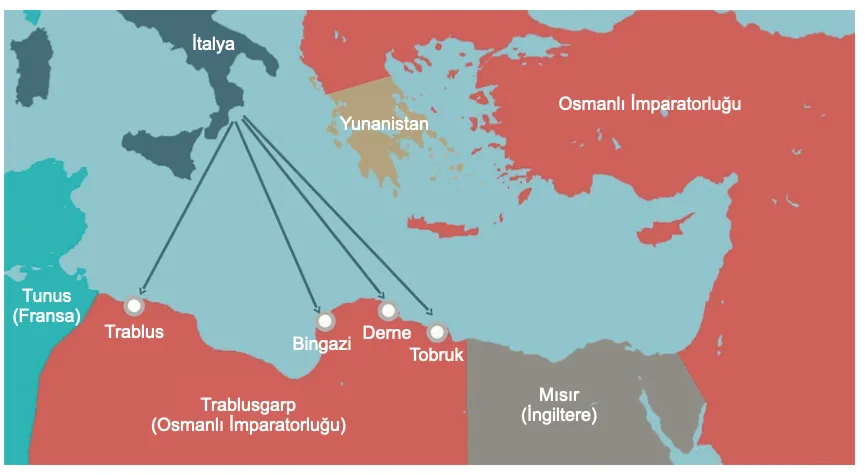 İtalya
Yunanistan
Osmanlı İmparatorluğu
Tunus
(Fransa)
Trablus
Bingazi
Derne
Tobruk
Trablusgarp
(Osmanlı İmparatorluğu)
Mısır
(İngiltere)